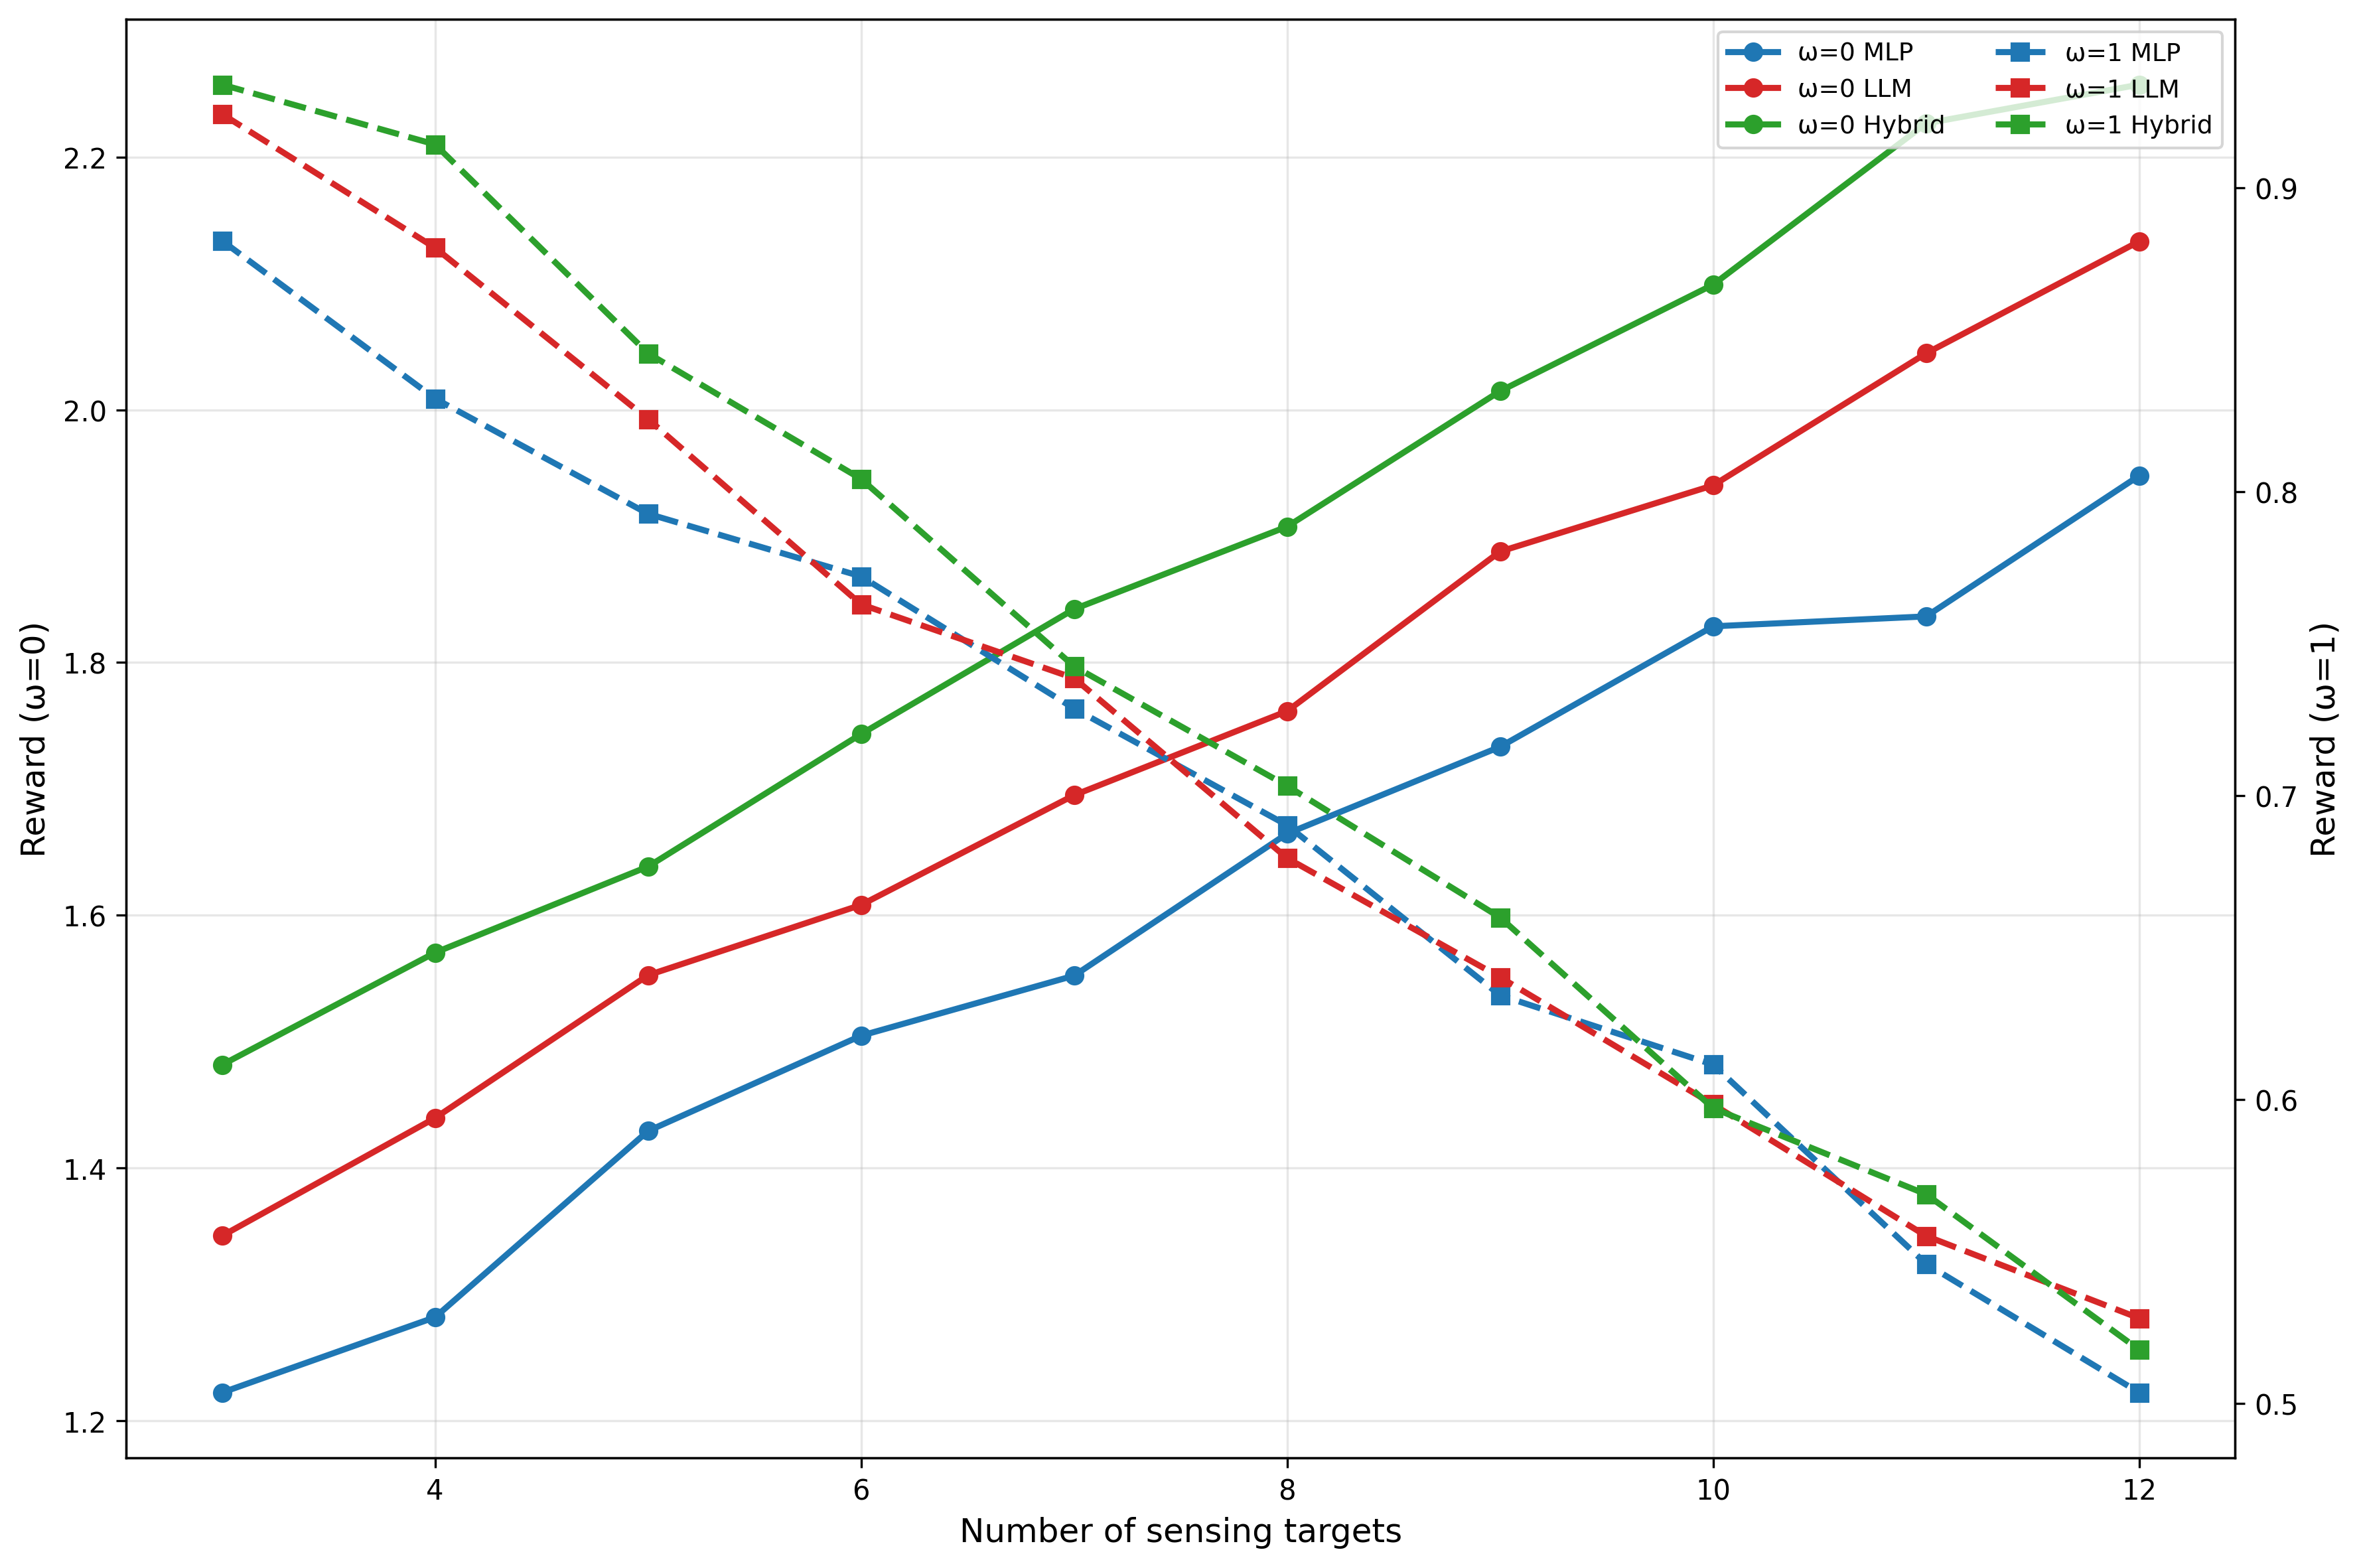 ω=0 MLP
ω=0 LLM
ω=0 Hybrid
ω=1 MLP
ω=1 LLM
ω=1 Hybrid
Reward (ω=0)
2.2
2.0
1.8
1.6
1.4
1.2
0.9
0.8
0.7
0.6
0.5
Reward (ω=1)
4 6 8 10 12
Number of sensing targets